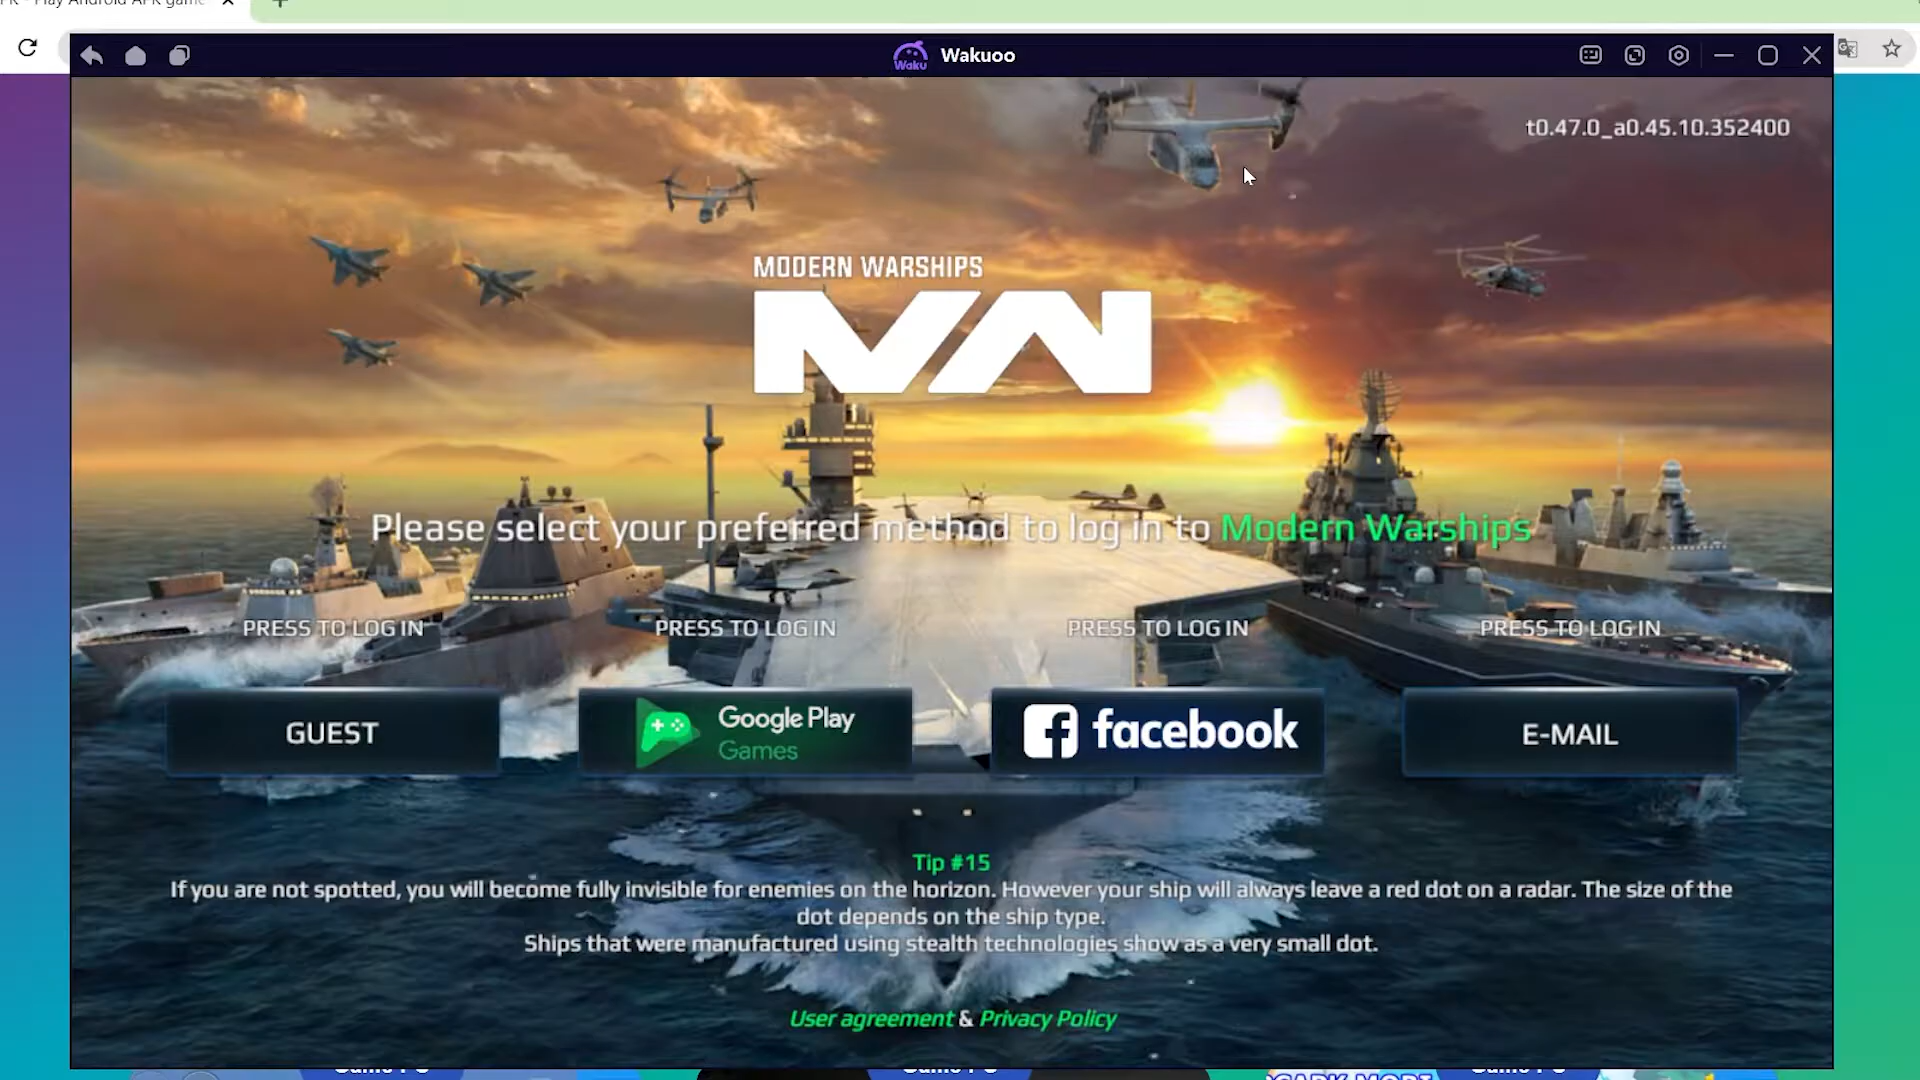 Play Android APK game
Waku
Wakuoo
t0.47.0_a0.45.10.352400
MODERN WARSHIPS
Please select your preferred method to log in to Modern Warships
PRESS TO LOG IN PRESS TO LOG IN PRESS TO LOG IN PRESS TO LOG IN
GUEST
Google Play
Games
facebook
E-MAIL
Tip #15
If you are not spotted, you will become fully invisible for enemies on the horizon. However your ship will always leave a red dot on a radar. The size of the
dot depends on the ship type.
Ships that were manufactured using stealth technologies show as a very small dot.
User agreement & Privacy Policy